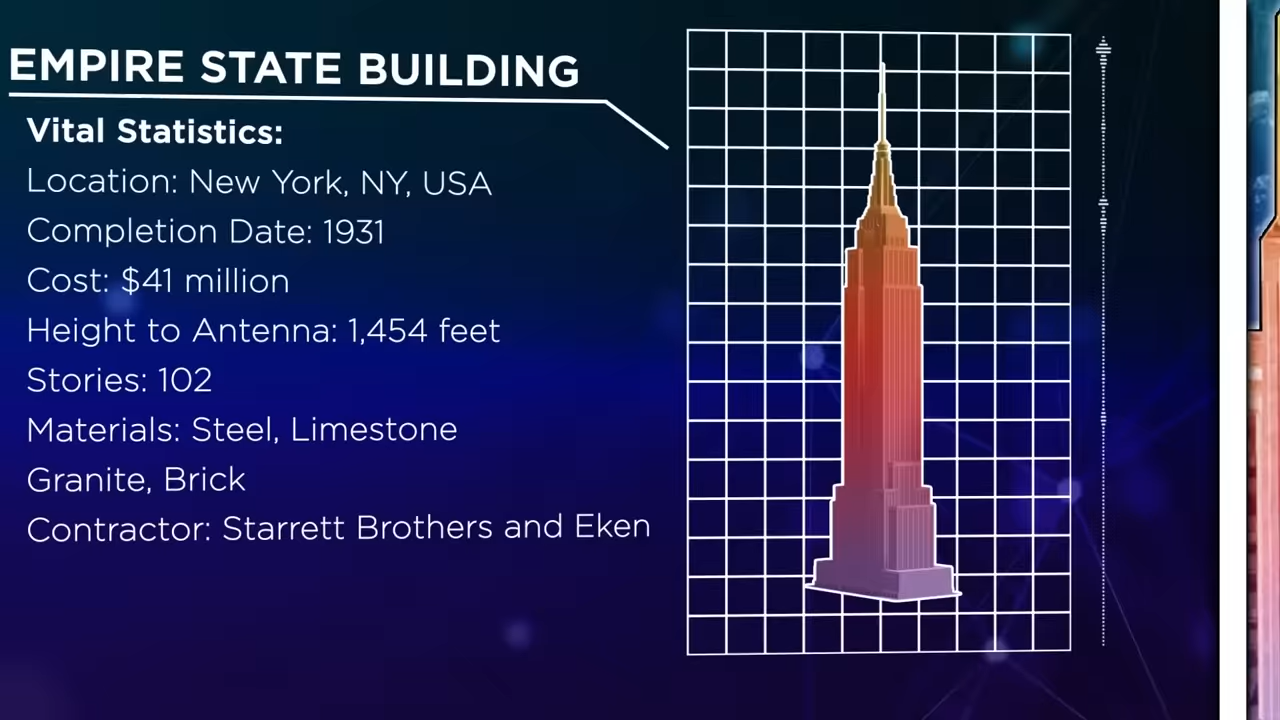 EMPIRE STATE BUILDING
Vital Statistics:
Location: New York, NY, USA
Completion Date: 1931
Cost: $41 million
Height to Antenna: 1,454 feet
Stories: 102
Materials: Steel, Limestone
Granite, Brick
Contractor: Starrett Brothers and Eken